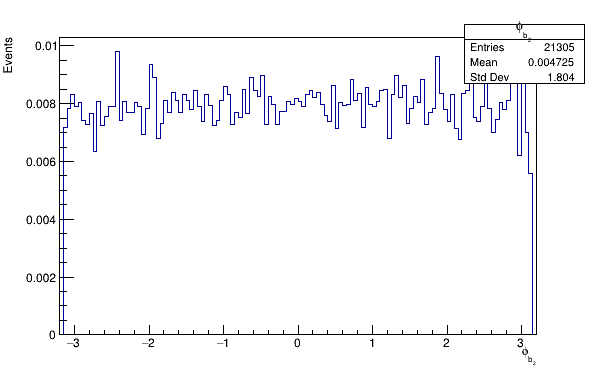 ϕ_b₂
Entries 21305
Mean 0.004725
Std Dev 1.804
Events
0.01
0.008
0.006
0.004
0.002
0
−3 −2 −1 0 1 2 3
ϕ_b₂